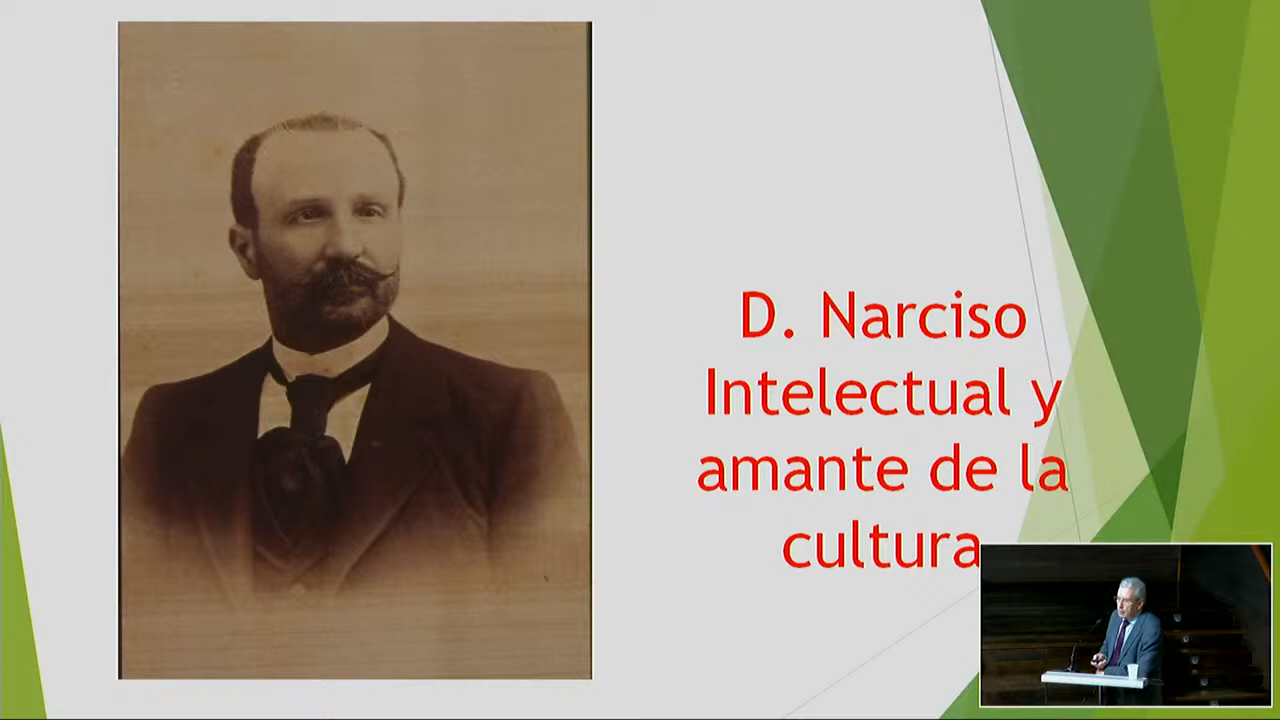 D. Narciso
Intelectual y
amante de la
cultura